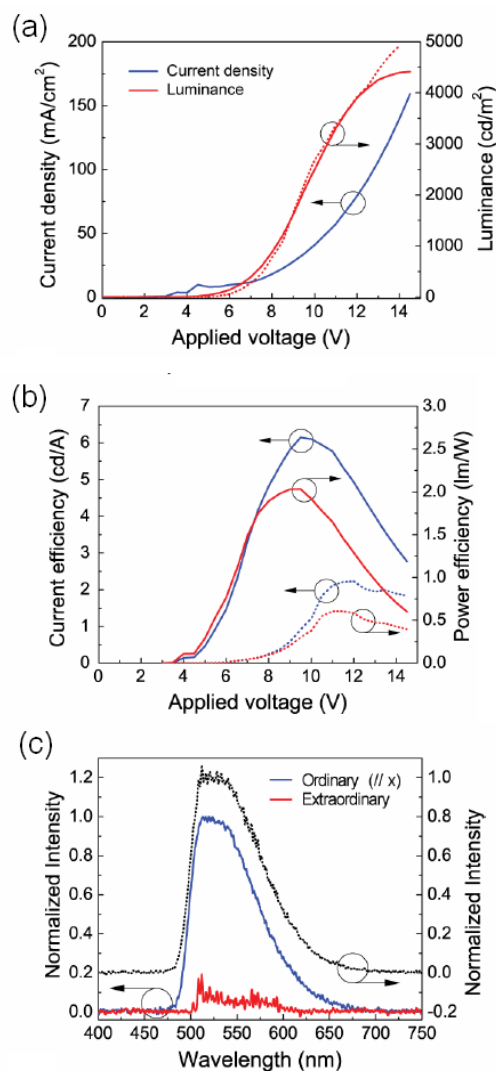 (a)
200
150
100
50
0
Current density (mA/cm²)
Current density
Luminance
5000
4000
3000
2000
1000
0
Luminance (cd/m²)
0 2 4 6 8 10 12 14
Applied voltage (V)
(b)
7
6
5
4
3
2
1
0
Current efficiency (cd/A)
3.0
2.5
2.0
1.5
1.0
0.5
0.0
Power efficiency (lm/W)
0 2 4 6 8 10 12 14
Applied voltage (V)
(c)
1.2
1.0
0.8
0.6
0.4
0.2
0.0
Normalized Intensity
Ordinary (// x)
Extraordinary
1.0
0.8
0.6
0.4
0.2
0.0
-0.2
Normalized Intensity
400 450 500 550 600 650 700 750
Wavelength (nm)